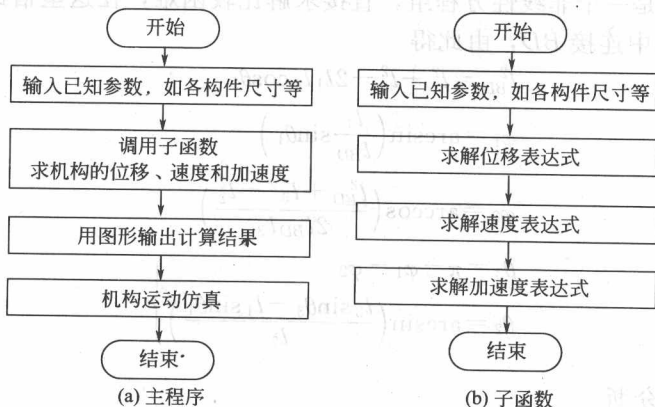 开始
输入已知参数，如各构件尺寸等
调用子函数
求机构的位移、速度和加速度
用图形输出计算结果
机构运动仿真
结束
(a) 主程序
开始
输入已知参数，如各构件尺寸等
求解位移表达式
求解速度表达式
求解加速度表达式
结束
(b) 子函数